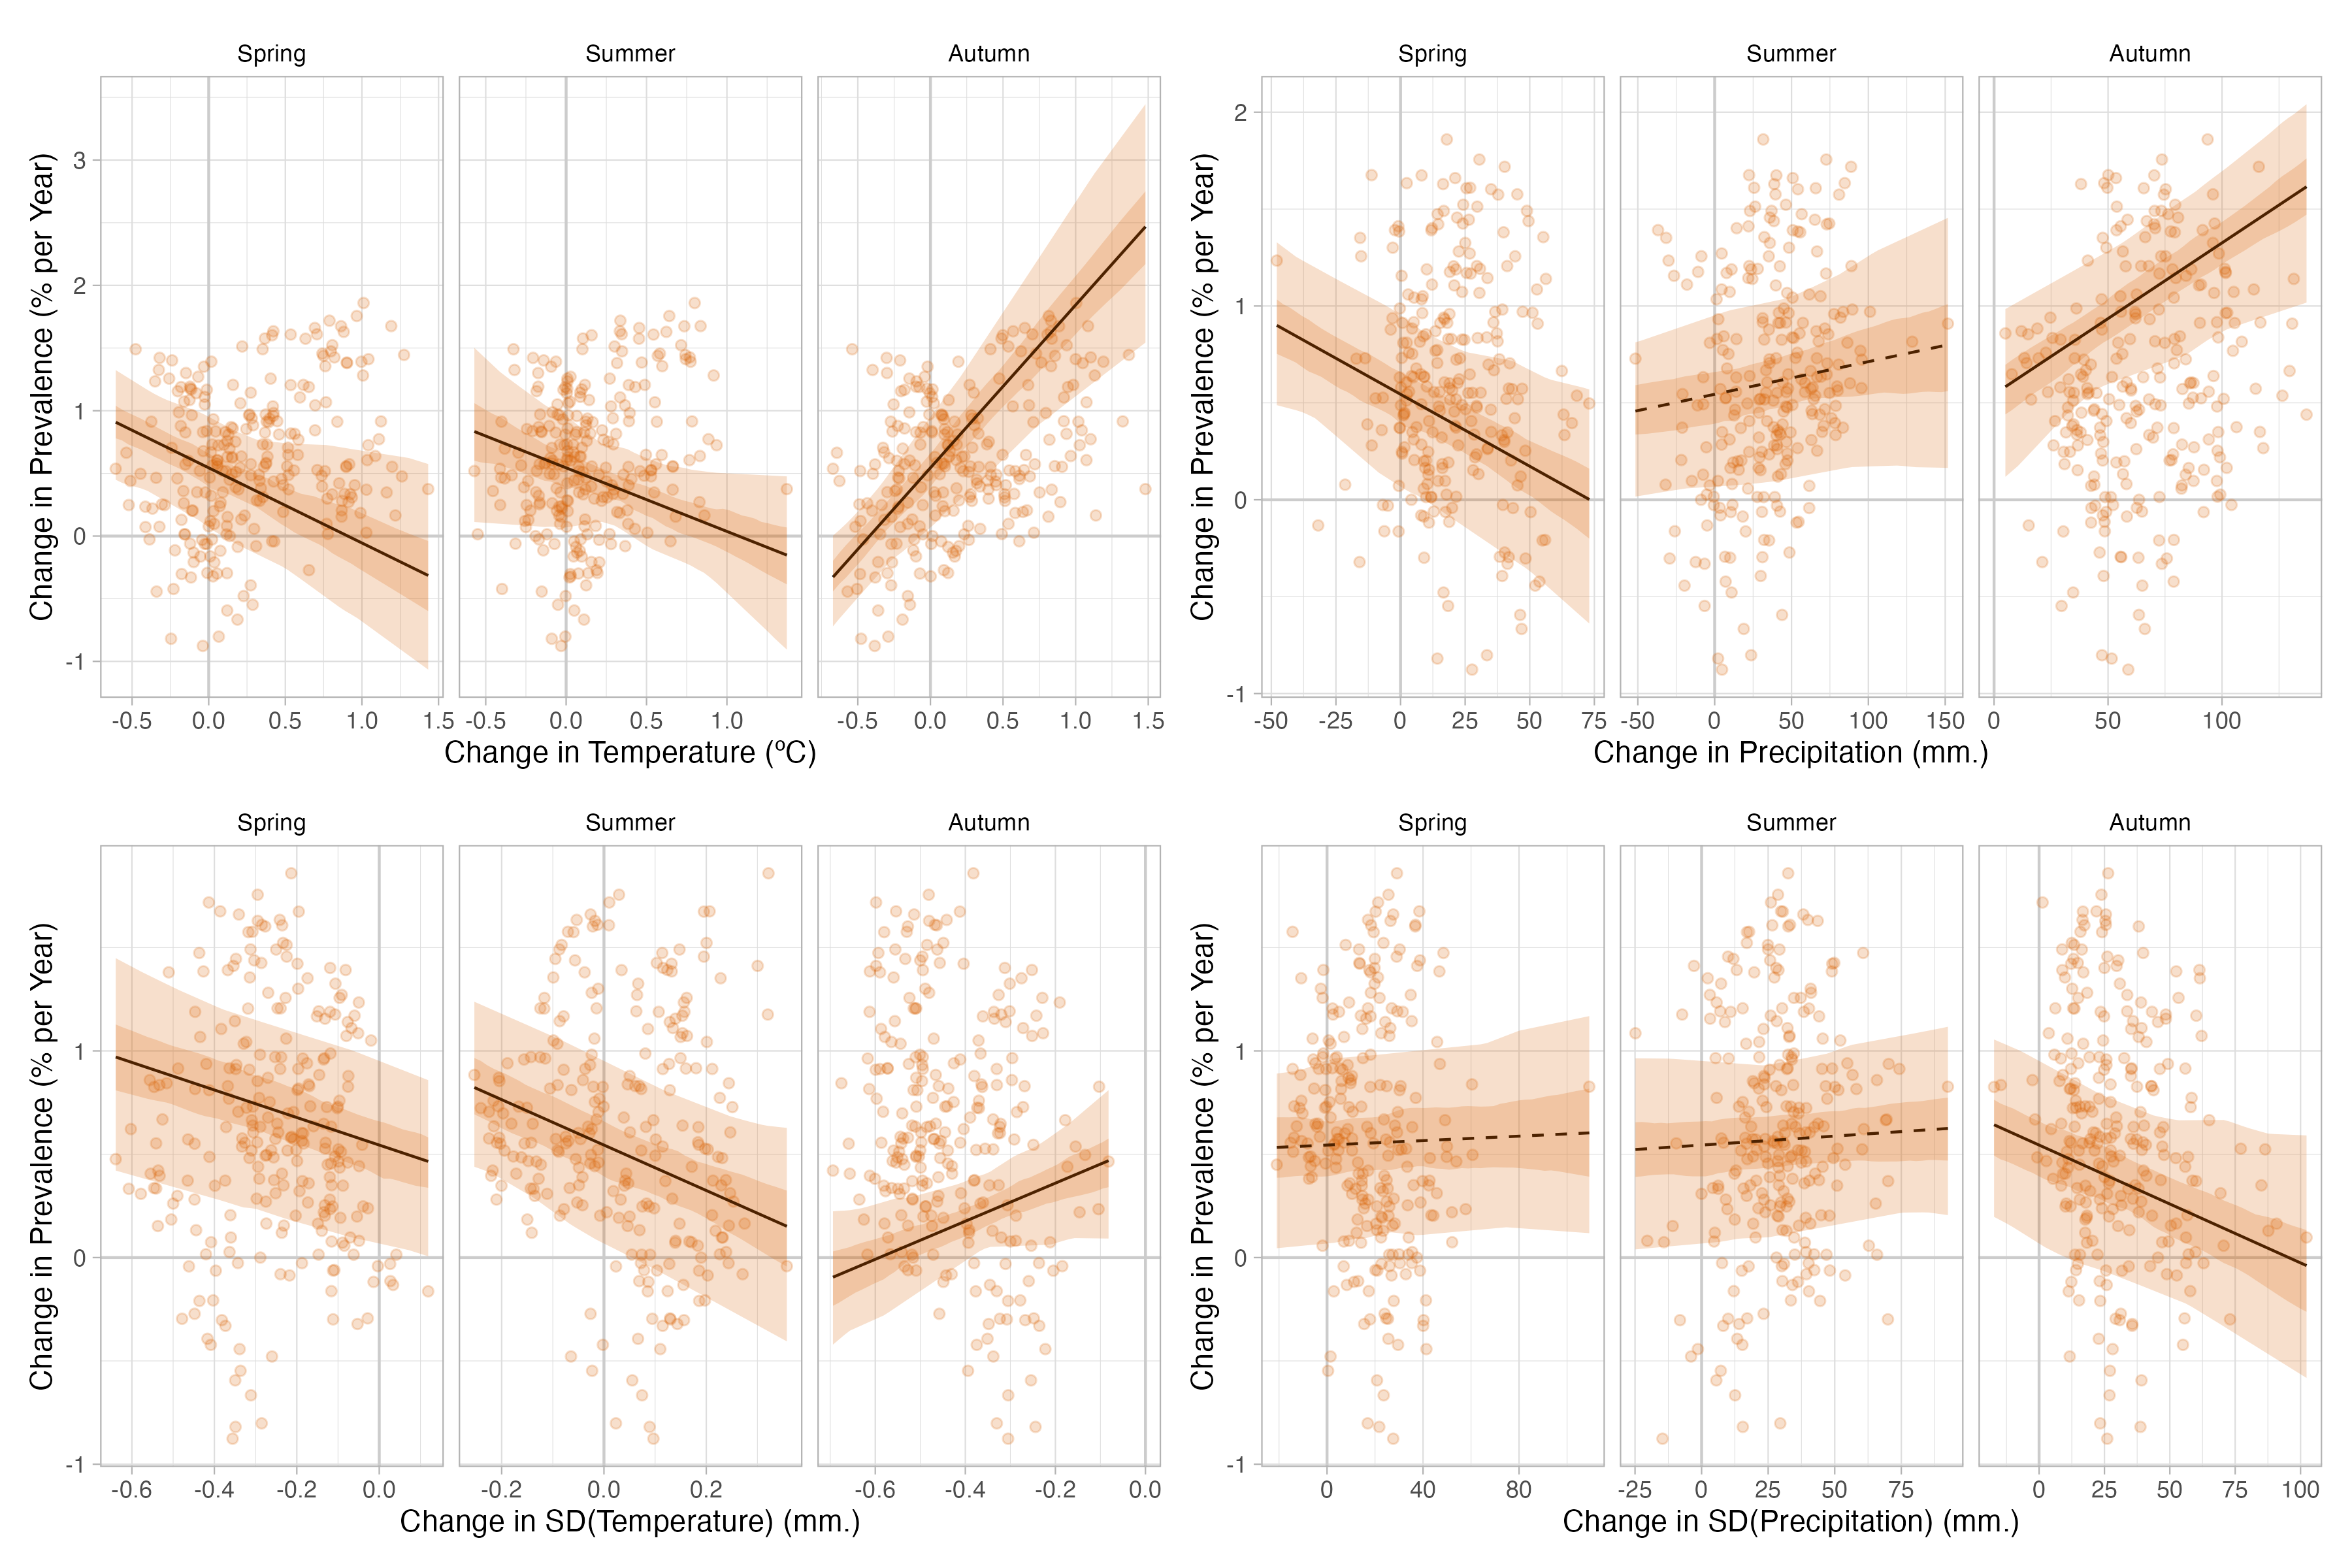 Spring Summer Autumn
Change in Prevalence (% per Year)
3
2
1
0
-1
-0.5 0.0 0.5 1.0 1.5 -0.5 0.0 0.5 1.0 -0.5 0.0 0.5 1.0 1.5
Change in Temperature (ºC)
Spring Summer Autumn
Change in Prevalence (% per Year)
2
1
0
-1
-50 -25 0 25 50 75 -50 0 50 100 150 0 50 100
Change in Precipitation (mm.)
Spring Summer Autumn
Change in Prevalence (% per Year)
1
0
-1
-0.6 -0.4 -0.2 0.0 -0.2 0.0 0.2 -0.6 -0.4 -0.2 0.0
Change in SD(Temperature) (mm.)
Spring Summer Autumn
Change in Prevalence (% per Year)
1
0
-1
0 40 80 -25 0 25 50 75 0 25 50 75 100
Change in SD(Precipitation) (mm.)